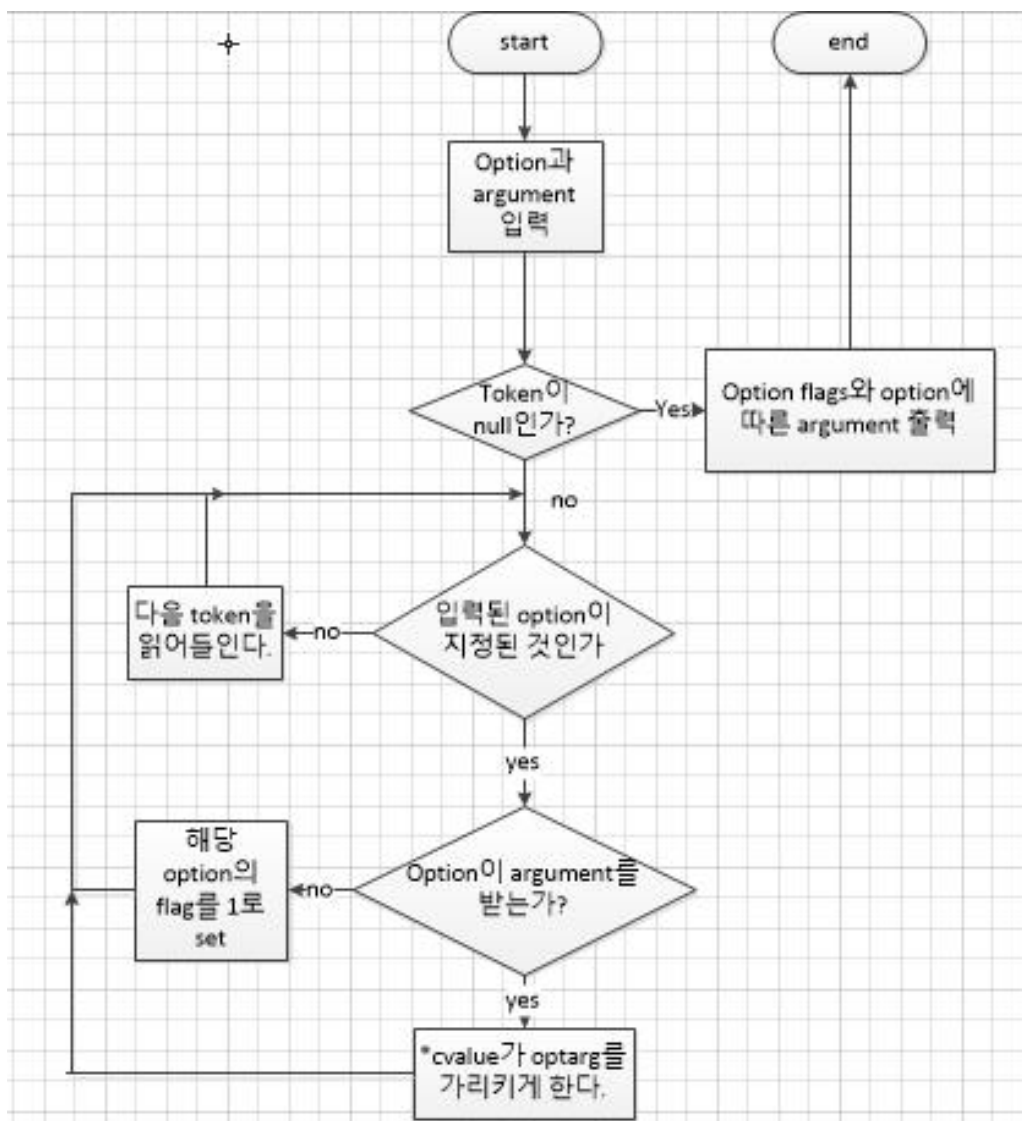 start
end
Option과
argument
입력
Token이
null인가?
Yes
Option flags와 option에
따른 argument 출력
no
입력된 option이
지정된 것인가
no
다음 token을
읽어들인다.
yes
Option이 argument를
받는가?
no
해당
option의
flag를 1로
set
yes
*cvalue가 optarg를
가리키게 한다.